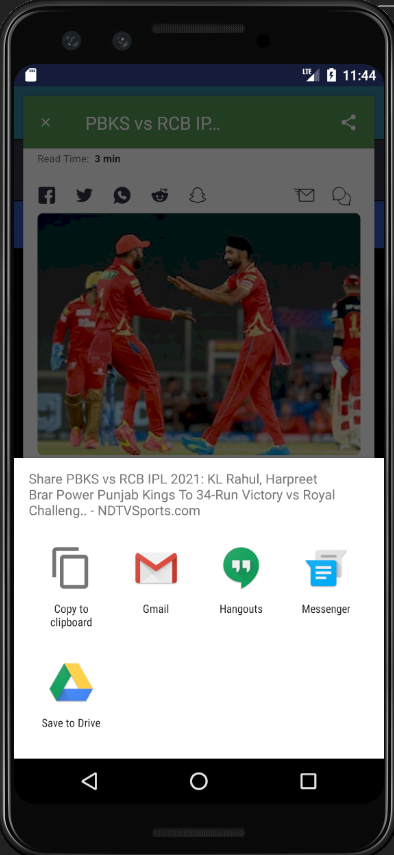 LTE 11:44
× PBKS vs RCB IP...
Read Time: 3 min
Share PBKS vs RCB IPL 2021: KL Rahul, Harpreet
Brar Power Punjab Kings To 34-Run Victory vs Royal
Challeng.. - NDTVSports.com
Copy to
clipboard
Gmail
Hangouts
Messenger
Save to Drive